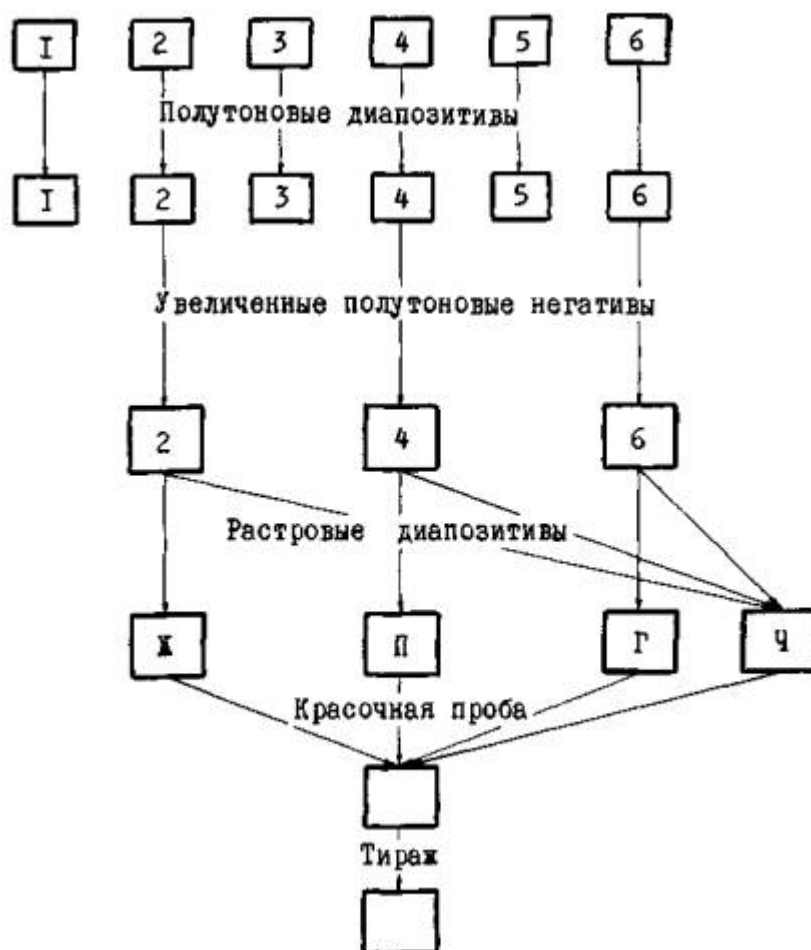 I 2 3 4 5 6
Полутоновые диапозитивы
I 2 3 4 5 6
Увеличенные полутоновые негативы
2 4 6
Растровые диапозитивы
Ж П Г Ч
Красочная проба
Тираж